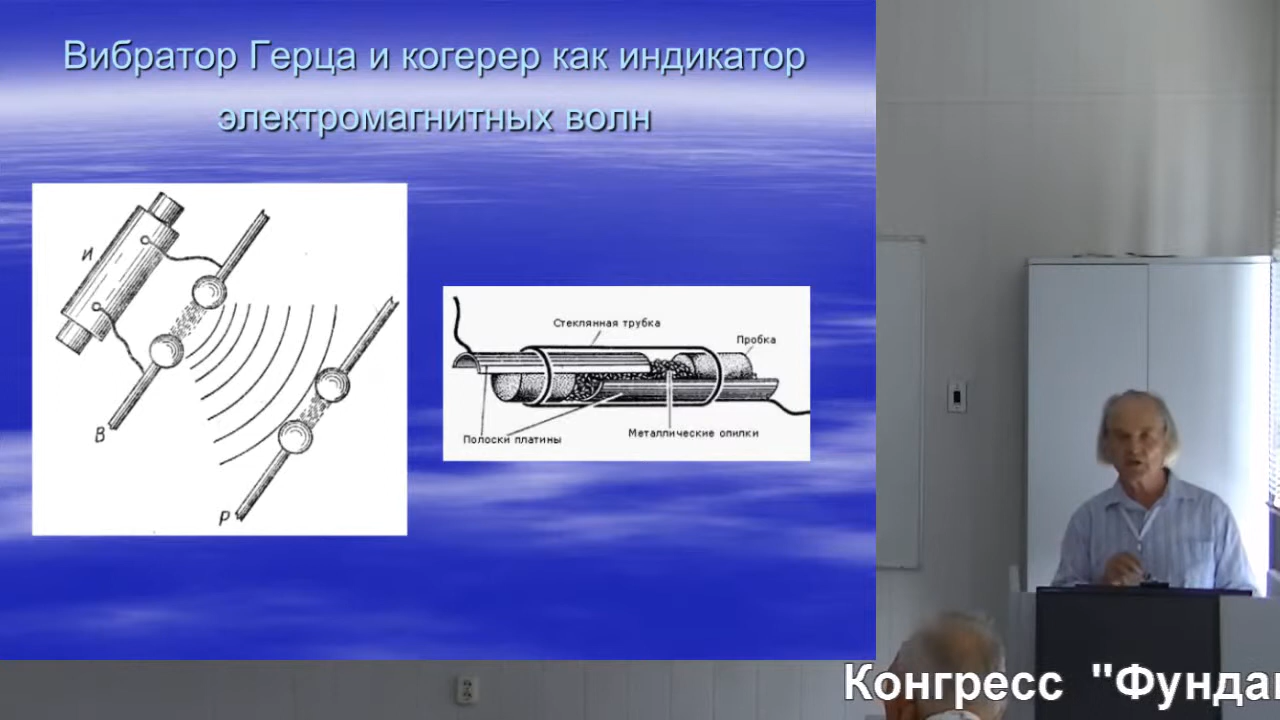 Вибратор Герца и когерер как индикатор
электромагнитных волн
И
В
Р
Стеклянная трубка
Пробка
Полоски платины
Металлические опилки
Конгресс "Фунда